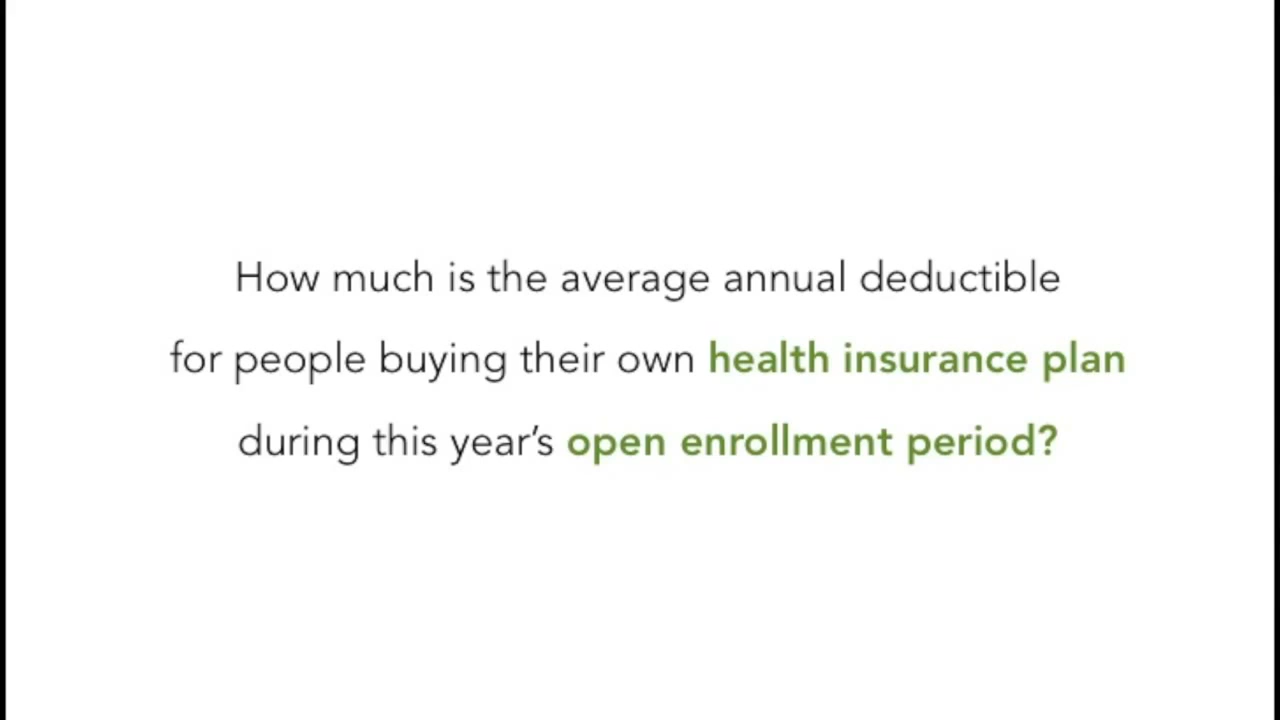 How much is the average annual deductible
for people buying their own health insurance plan
during this year’s open enrollment period?